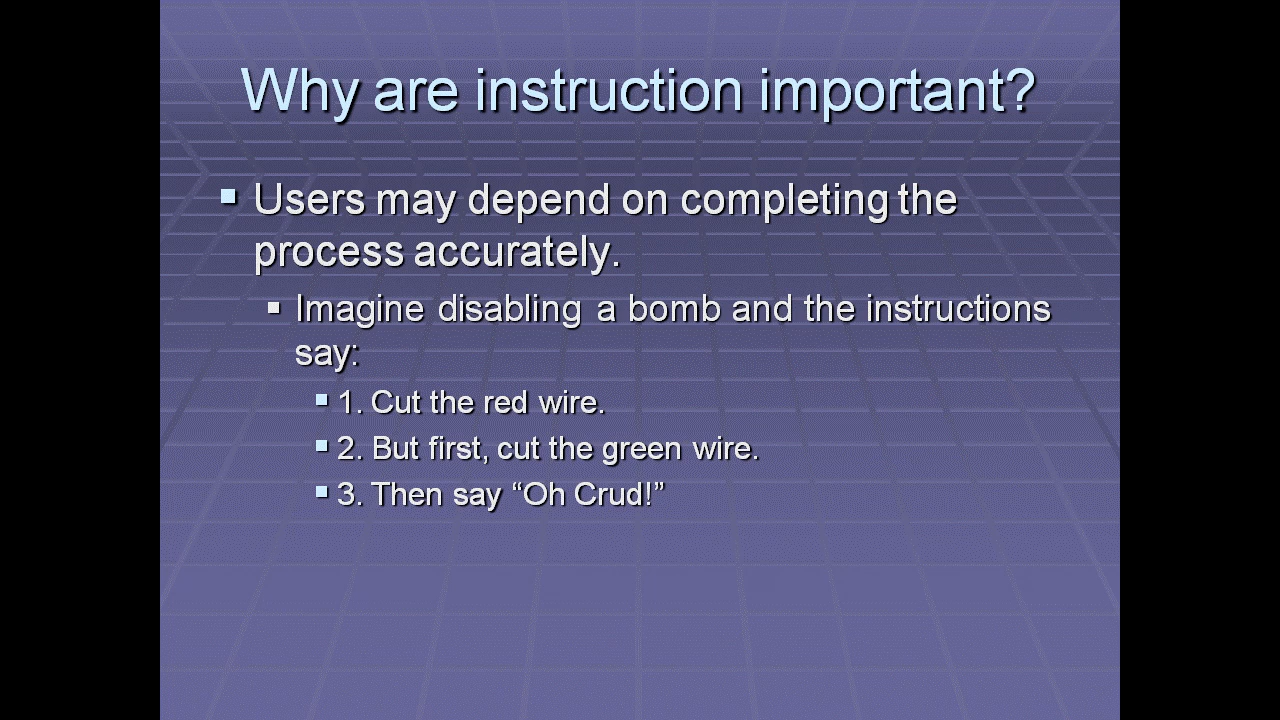 Why are instruction important?
Users may depend on completing the
process accurately.
Imagine disabling a bomb and the instructions
say:
1. Cut the red wire.
2. But first, cut the green wire.
3. Then say “Oh Crud!”